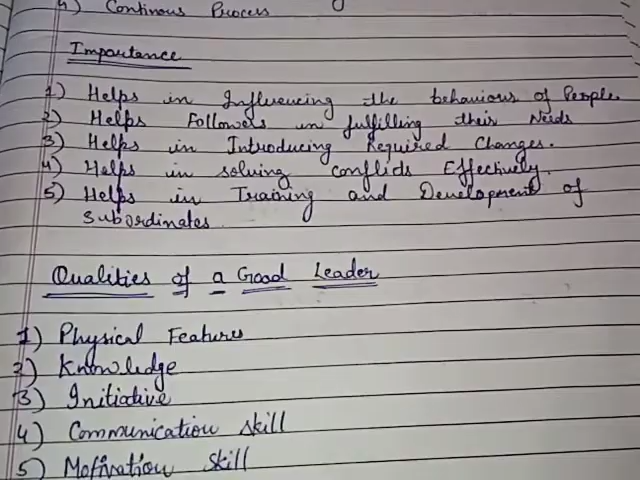 4) Continous Process
Importance
1) Helps in Influencing the behaviour of People.
2) Helps Followers in fulfilling their Needs
3) Helps in Introducing Required Changes.
4) Helps in solving conflicts Effectively.
5) Helps in Training and Development of
Subordinates
Qualities of a Good Leader
1) Physical Features
2) Knowledge
3) Initiative
4) Communication skill
5) Motivation skill